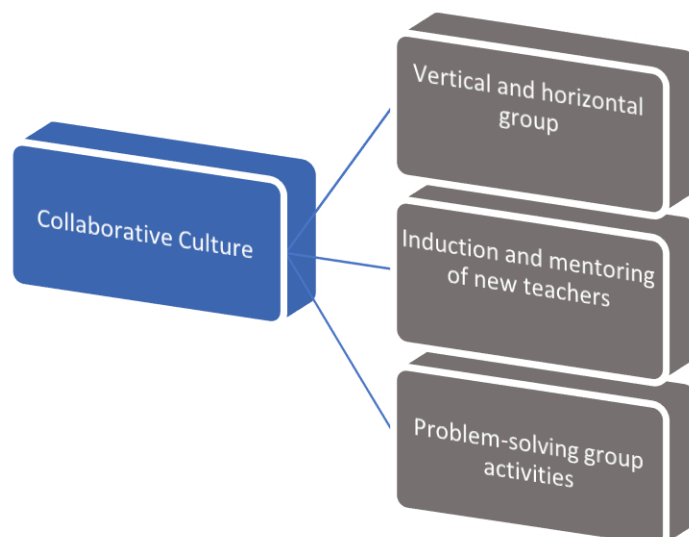 Collaborative Culture
Vertical and horizontal
group
Induction and mentoring
of new teachers
Problem-solving group
activities